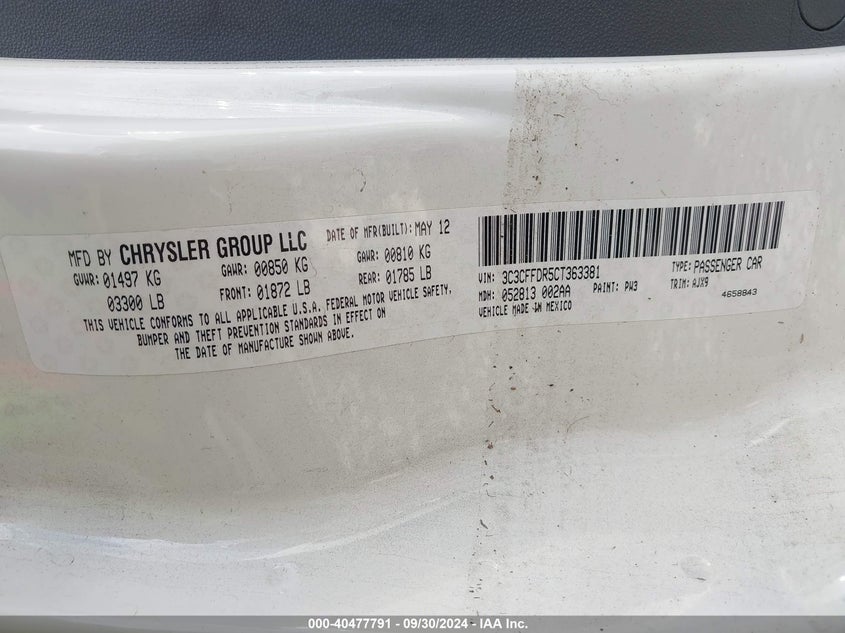 MFD BY CHRYSLER GROUP LLC
DATE OF MFR(BUILT): MAY 12
GVWR: 01497 KG
GAWR: 00850 KG
GAWR: 00810 KG
03300 LB
FRONT: 01872 LB
REAR: 01785 LB
THIS VEHICLE CONFORMS TO ALL APPLICABLE U.S.A. FEDERAL MOTOR VEHICLE SAFETY,
BUMPER AND THEFT PREVENTION STANDARDS IN EFFECT ON
THE DATE OF MANUFACTURE SHOWN ABOVE.
VIN: 3C3CFFDR5CT363381
TYPE: PASSENGER CAR
MDH: 052813 002AA
PAINT: PW3
TRIM: AJX9
VEHICLE MADE IN MEXICO
4658843
000-40477791 - 09/30/2024 - IAA Inc.